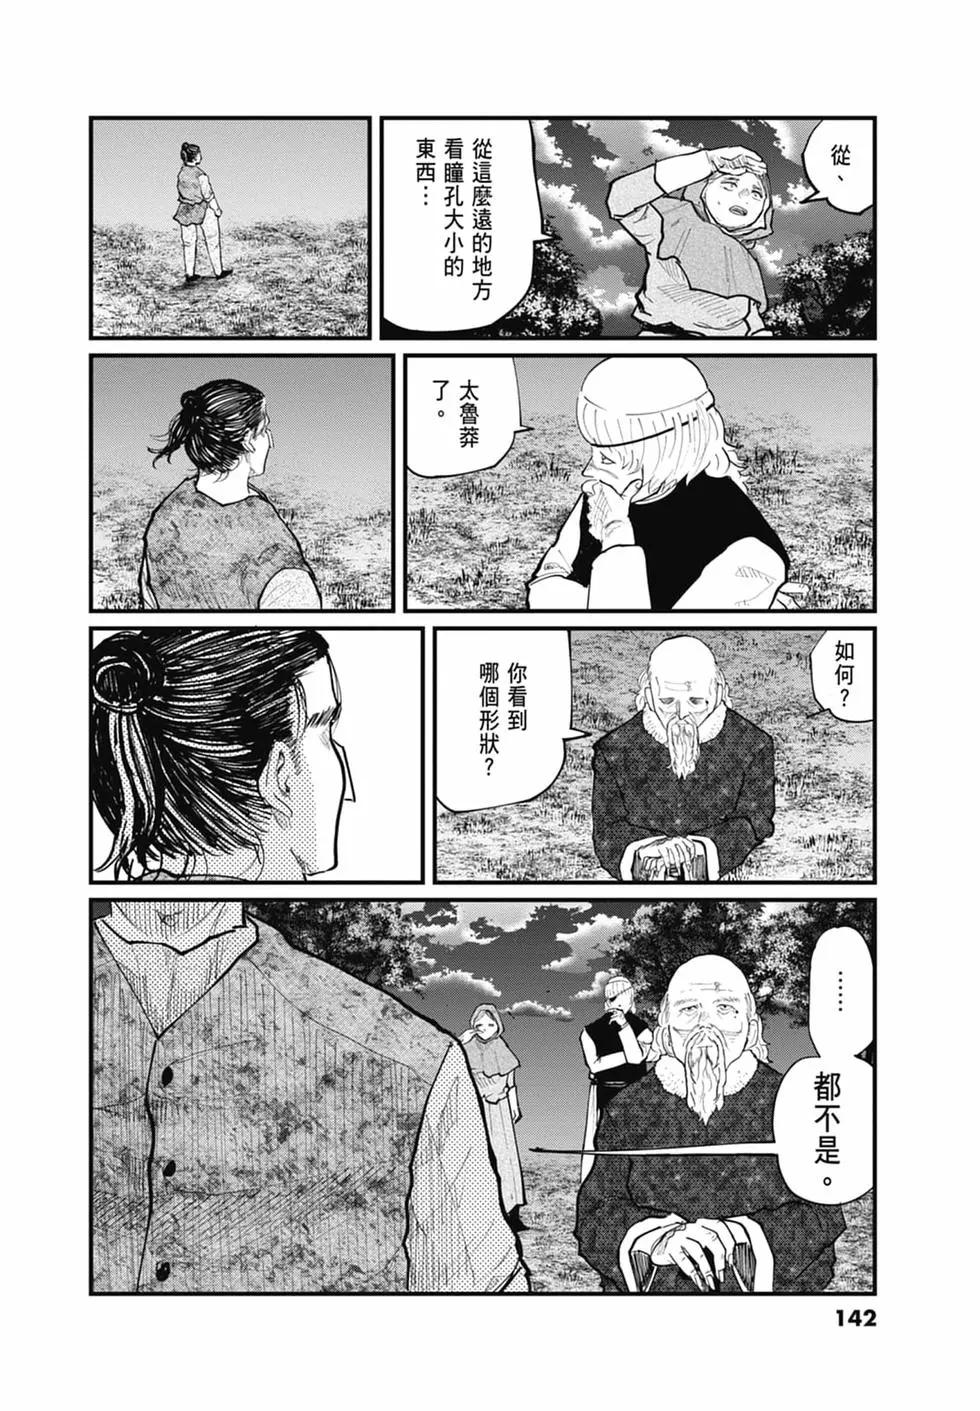 從、
從這麼遠的地方
看瞳孔大小的
東西…
太魯莽
了。
如何？
你看到
哪個形狀？
……
都不是。
142